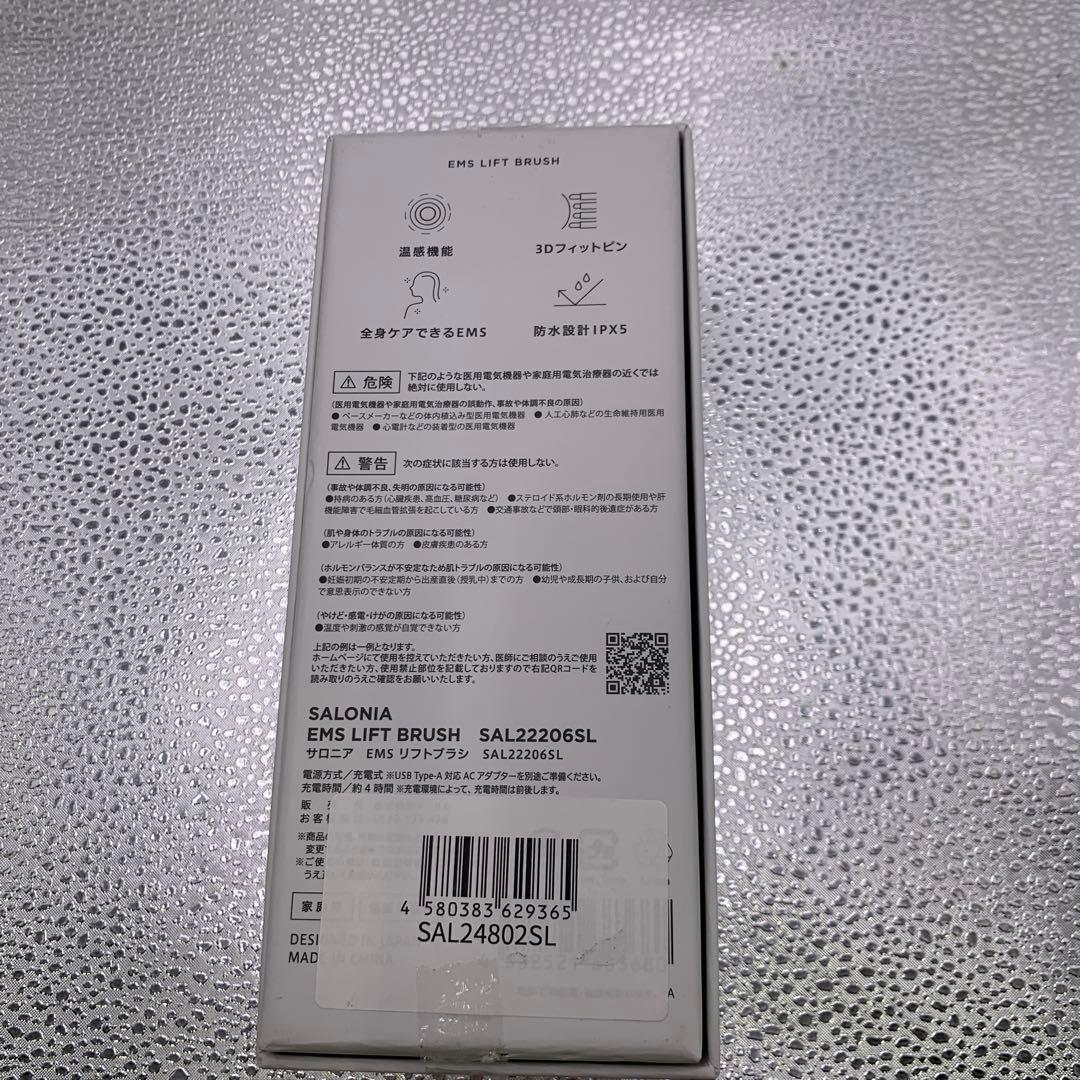 EMS LIFT BRUSH
温感機能
3Dフィットピン
全身ケアできるEMS
防水設計IPX5
⚠ 危険 下記のような医用電気機器や家庭用電気治療器の近くでは
絶対に使用しない。
(医用電気機器や家庭用電気治療器の誤動作、事故や体調不良の原因)
●ペースメーカーなどの体内植込み型医用電気機器 ●人工心肺などの生命維持用医用
電気機器 ●心電計などの装着型の医用電気機器
⚠ 警告 次の症状に該当する方は使用しない。
(事故や体調不良、失明の原因になる可能性)
●持病のある方(心臓疾患、高血圧、糖尿病など) ●ステロイド系ホルモン剤の長期使用や肝
機能障害で毛細血管拡張を起こしている方 ●交通事故などで頭部・眼科的後遺症がある方
(肌や身体のトラブルの原因になる可能性)
●アレルギー体質の方 ●皮膚疾患のある方
(ホルモンバランスが不安定なため肌トラブルの原因になる可能性)
●妊娠初期の不安定期から出産直後(授乳中)までの方 ●幼児や成長期の子供、および自分
で意思表示のできない方
(やけど・感電・けがの原因になる可能性)
●温度や刺激の感覚が自覚できない方
上記の例は一例となります。
ホームページにて使用を控えていただきたい方、医師にご相談のうえご使用
いただきたい方、使用禁止部位を記載しておりますので右記QRコードを
読み取りのうえご確認をお願いいたします。
SALONIA
EMS LIFT BRUSH SAL22206SL
サロニア EMS リフトブラシ SAL22206SL
電源方式/充電式 ※USB Type-A 対応 AC アダプターを別途ご準備ください。
充電時間/約 4 時間 ※充電環境によって、充電時間は前後します。
販
お客
※商品
変更
※ご使
うえ
家庭
4 580383 629365
SAL24802SL
DESIGNED IN JAPAN
MADE IN CHINA